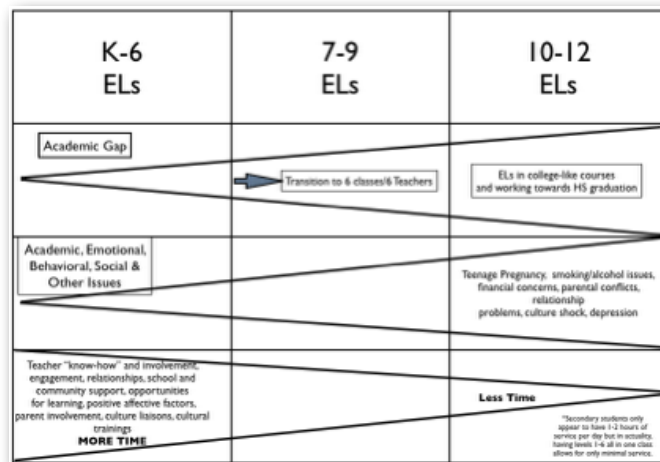 K-6
ELs
7-9
ELs
10-12
ELs
Academic Gap
Transition to 6 classes/6 Teachers
ELs in college-like courses
and working towards HS graduation
Academic, Emotional,
Behavioral, Social &
Other Issues
Teenage Pregnancy, smoking/alcohol issues,
financial concerns, parental conflicts,
relationship
problems, culture shock, depression
Teacher "know-how" and involvement,
engagement, relationships, school and
community support, opportunities
for learning, positive affective factors,
parent involvement, culture liaisons, cultural
trainings
MORE TIME
Less Time
*Secondary students only
appear to have 1-2 hours of
service per day but in actuality,
having levels 1-6 all in one class
allows for only minimal service.